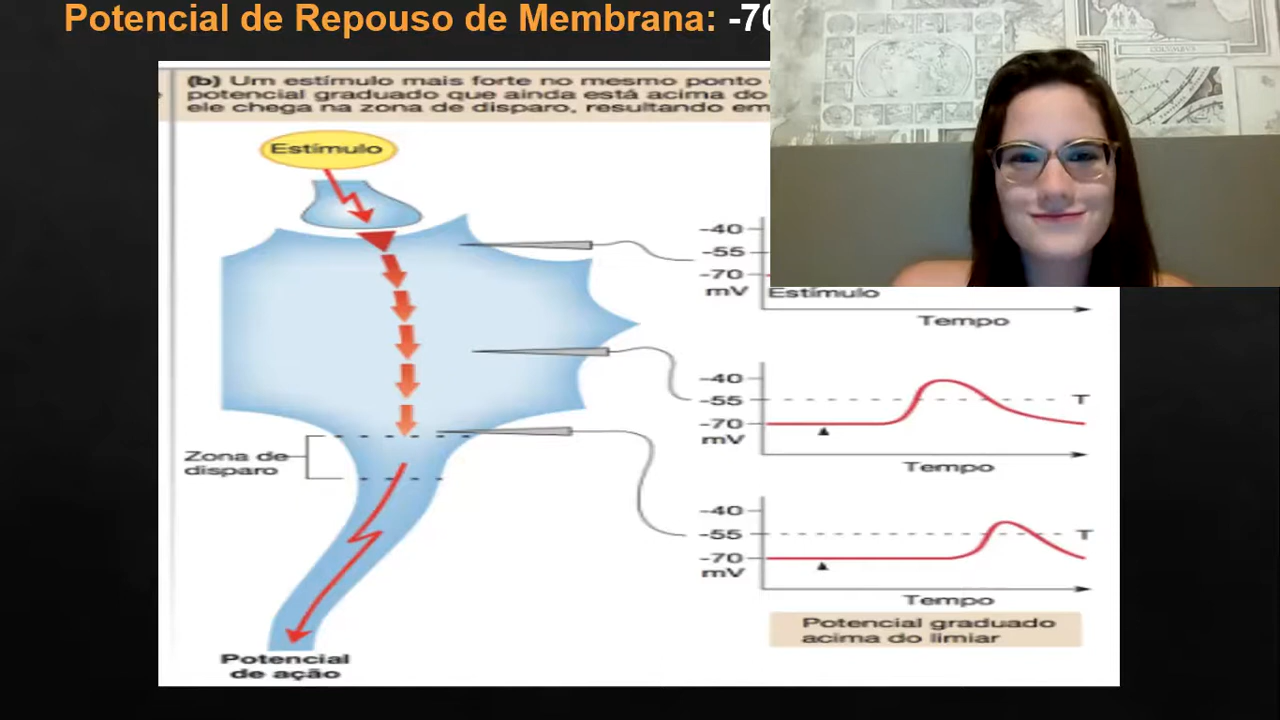 Potencial de Repouso de Membrana: -70
(b) Um estímulo mais forte no mesmo ponto
potencial graduado que ainda está acima do
ele chega na zona de disparo, resultando em
Estímulo
-40
-55
-70
mV
Estímulo
Tempo
-40
-55
T
-70
mV
Tempo
Zona de
disparo
-40
-55
T
-70
mV
Tempo
Potencial graduado
acima do limiar
Potencial
de ação